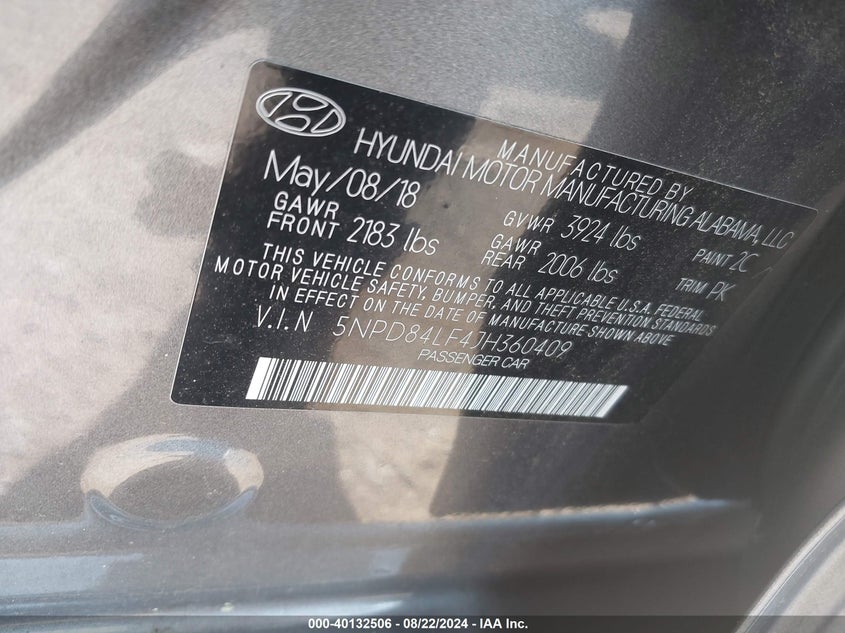 MANUFACTURED BY
HYUNDAI MOTOR MANUFACTURING ALABAMA, LLC
May/08/18 GVWR 3924 lbs PAINT 2C
GAWR FRONT 2183 lbs GAWR REAR 2006 lbs TRIM PK
THIS VEHICLE CONFORMS TO ALL APPLICABLE U.S.A. FEDERAL
MOTOR VEHICLE SAFETY, BUMPER, AND THEFT PREVENTION STANDARDS
IN EFFECT ON THE DATE OF MANUFACTURE SHOWN ABOVE
V.I.N 5NPD84LF4JH360409
PASSENGER CAR
000-40132506 - 08/22/2024 - IAA Inc.